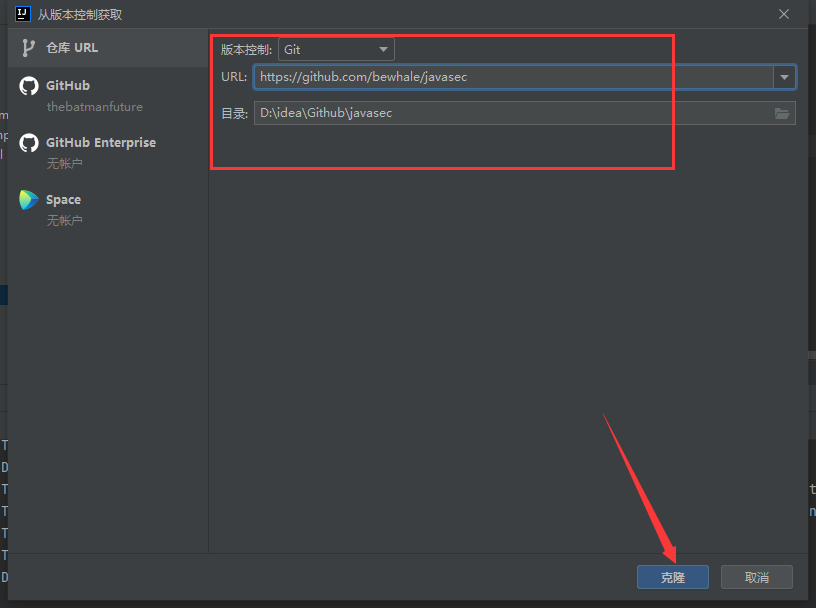 从版本控制获取
仓库 URL
GitHub
thebatmanfuture
GitHub Enterprise
无帐户
Space
无帐户
版本控制: Git
URL: https://github.com/bewhale/javasec
目录: D:\idea\Github\javasec
克隆
取消